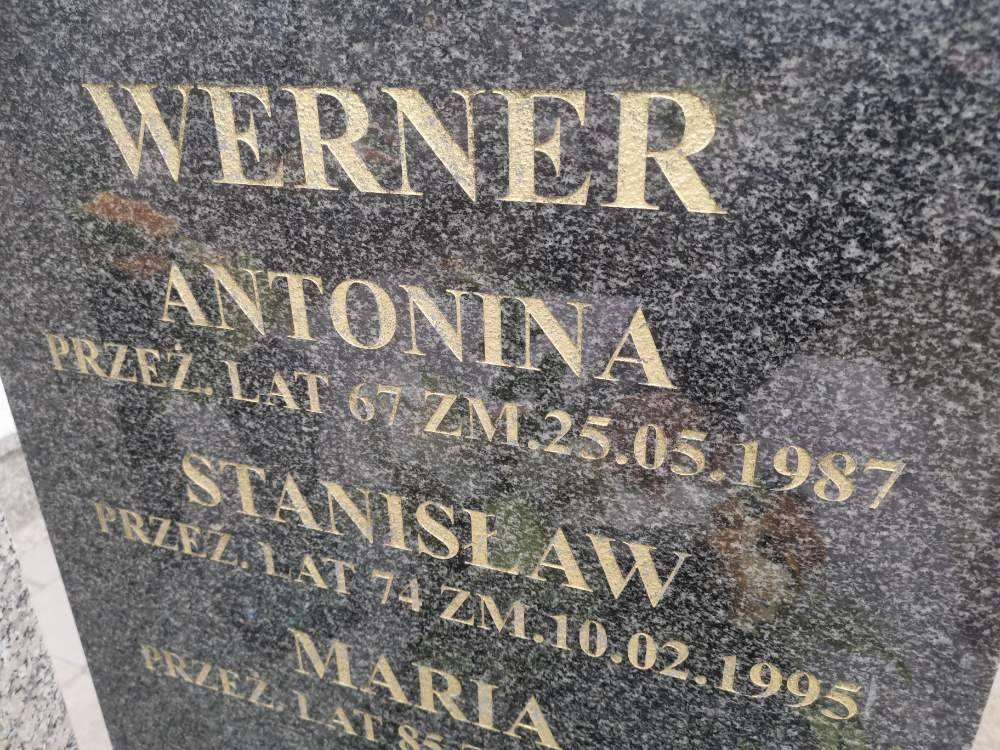 WERNER
ANTONINA
PRZEŻ. LAT 67 ZM.25.05.1987
STANISŁAW
PRZEŻ. LAT 74 ZM.10.02.1995
MARIA
PRZEŻ. LAT 85